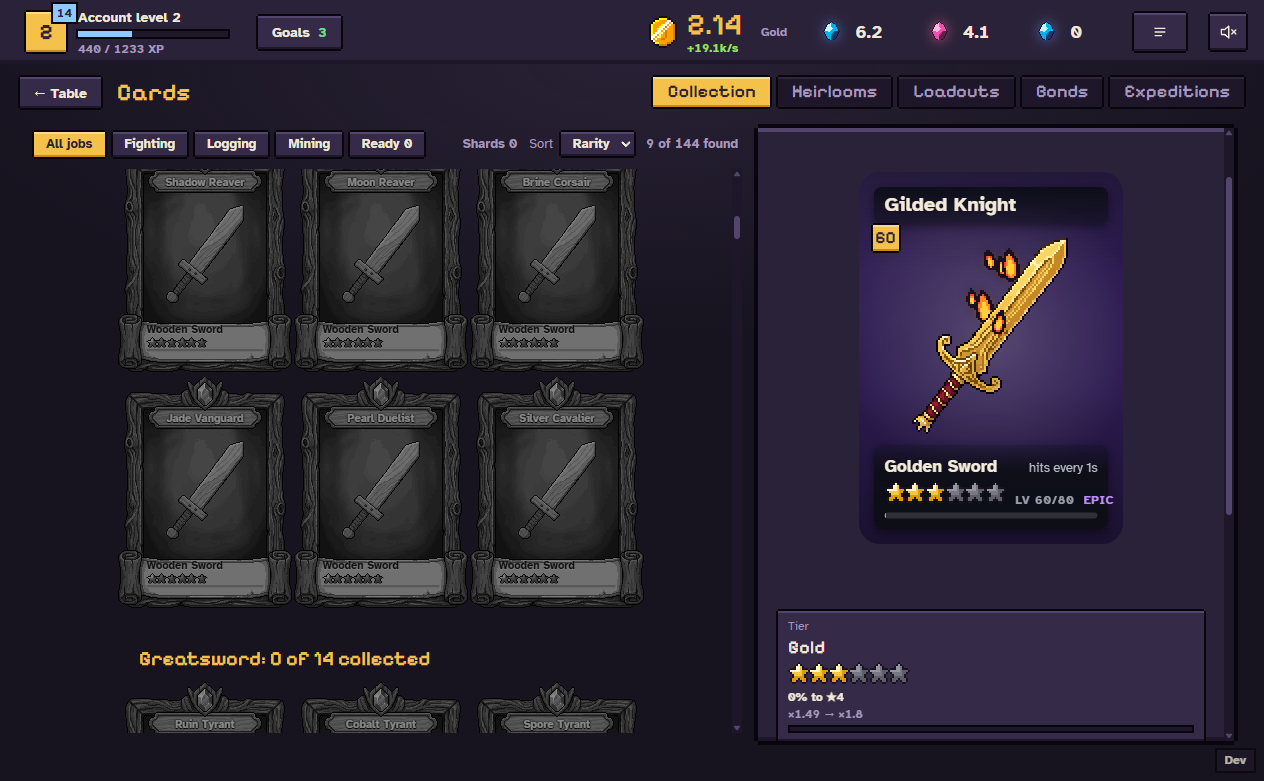 2
14
Account level 2
440 / 1233 XP
Goals 3
2.14
+19.1k/s
Gold
6.2
4.1
0
← Table
Cards
Collection
Heirlooms
Loadouts
Bonds
Expeditions
All jobs
Fighting
Logging
Mining
Ready 0
Shards 0
Sort
Rarity
9 of 144 found
Shadow Reaver
Moon Reaver
Brine Corsair
Wooden Sword
Wooden Sword
Wooden Sword
Jade Vanguard
Pearl Duelist
Silver Cavalier
Wooden Sword
Wooden Sword
Wooden Sword
Greatsword: 0 of 14 collected
Ruin Tyrant
Cobalt Tyrant
Spore Tyrant
Gilded Knight
60
Golden Sword
hits every 1s
LV 60/80 EPIC
Tier
Gold
0% to ★4
×1.49 → ×1.8
Dev